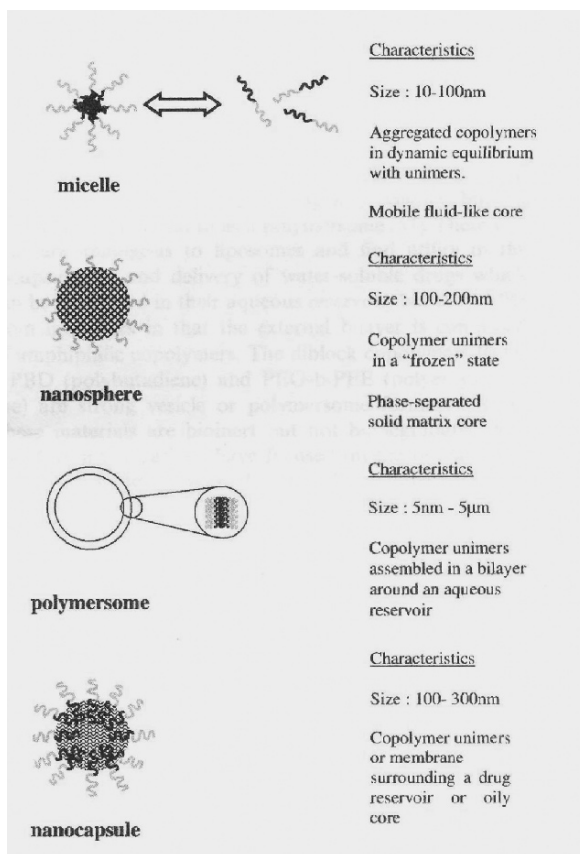 Characteristics
Size : 10-100nm
Aggregated copolymers
in dynamic equilibrium
with unimers.
micelle
Mobile fluid-like core
Characteristics
Size : 100-200nm
Copolymer unimers
in a “frozen” state
nanosphere
Phase-separated
solid matrix core
Characteristics
Size : 5nm - 5µm
Copolymer unimers
assembled in a bilayer
around an aqueous
reservoir
polymersome
Characteristics
Size : 100- 300nm
Copolymer unimers
or membrane
surrounding a drug
reservoir or oily
core
nanocapsule